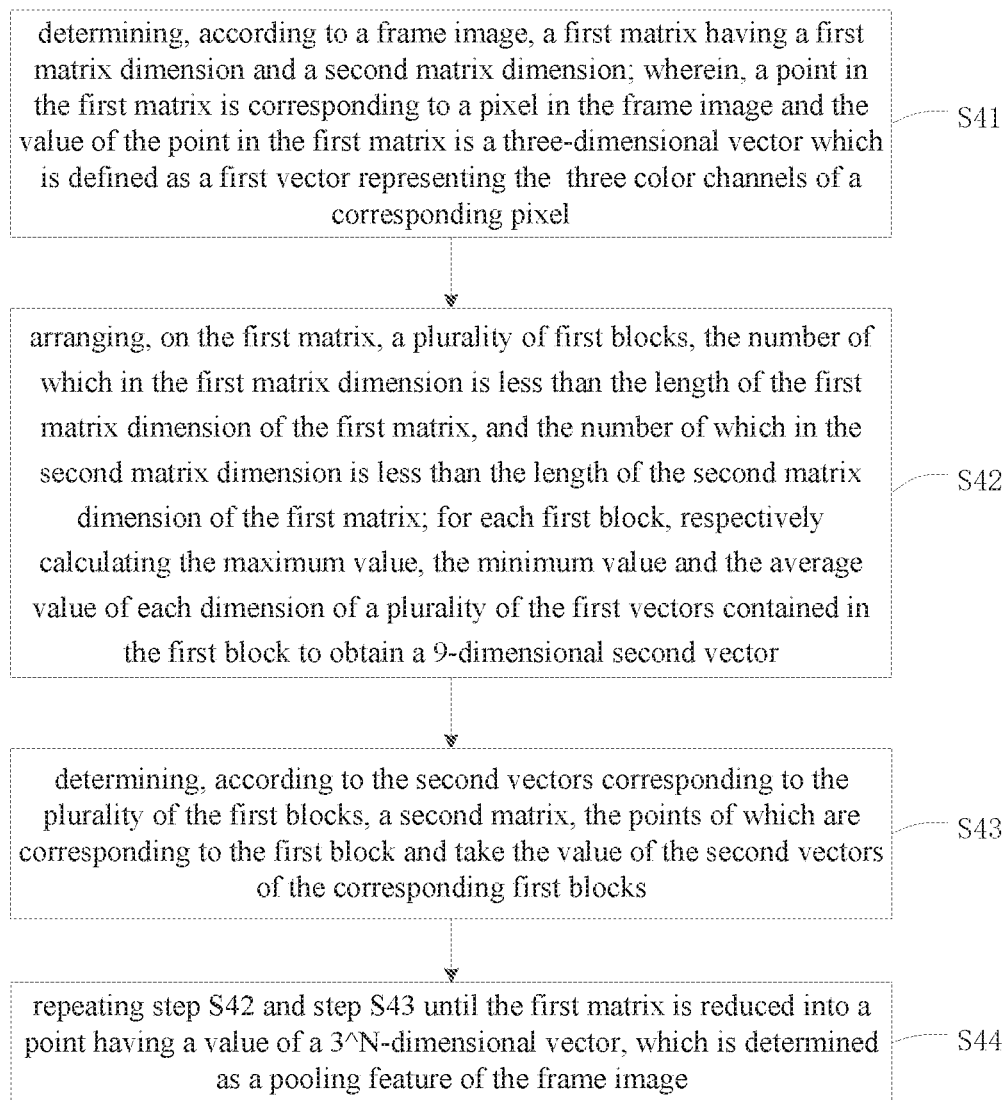 determining, according to a frame image, a first matrix having a first
matrix dimension and a second matrix dimension; wherein, a point in
the first matrix is corresponding to a pixel in the frame image and the
value of the point in the first matrix is a three-dimensional vector which
is defined as a first vector representing the three color channels of a
corresponding pixel
S41
arranging, on the first matrix, a plurality of first blocks, the number of
which in the first matrix dimension is less than the length of the first
matrix dimension of the first matrix, and the number of which in the
second matrix dimension is less than the length of the second matrix
dimension of the first matrix; for each first block, respectively
calculating the maximum value, the minimum value and the average
value of each dimension of a plurality of the first vectors contained in
the first block to obtain a 9-dimensional second vector
S42
determining, according to the second vectors corresponding to the
plurality of the first blocks, a second matrix, the points of which are
corresponding to the first block and take the value of the second vectors
of the corresponding first blocks
S43
repeating step S42 and step S43 until the first matrix is reduced into a
point having a value of a 3^N-dimensional vector, which is determined
as a pooling feature of the frame image
S44